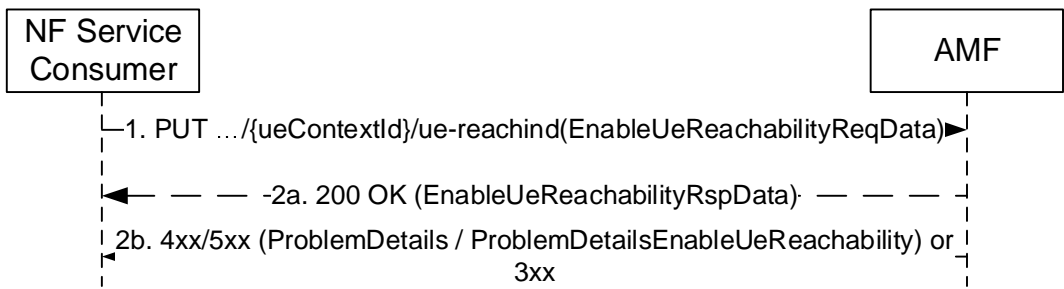 NF Service
Consumer
AMF
1. PUT .../{ueContextId}/ue-reachind(EnableUeReachabilityReqData)
2a. 200 OK (EnableUeReachabilityRspData)
2b. 4xx/5xx (ProblemDetails / ProblemDetailsEnableUeReachability) or
3xx